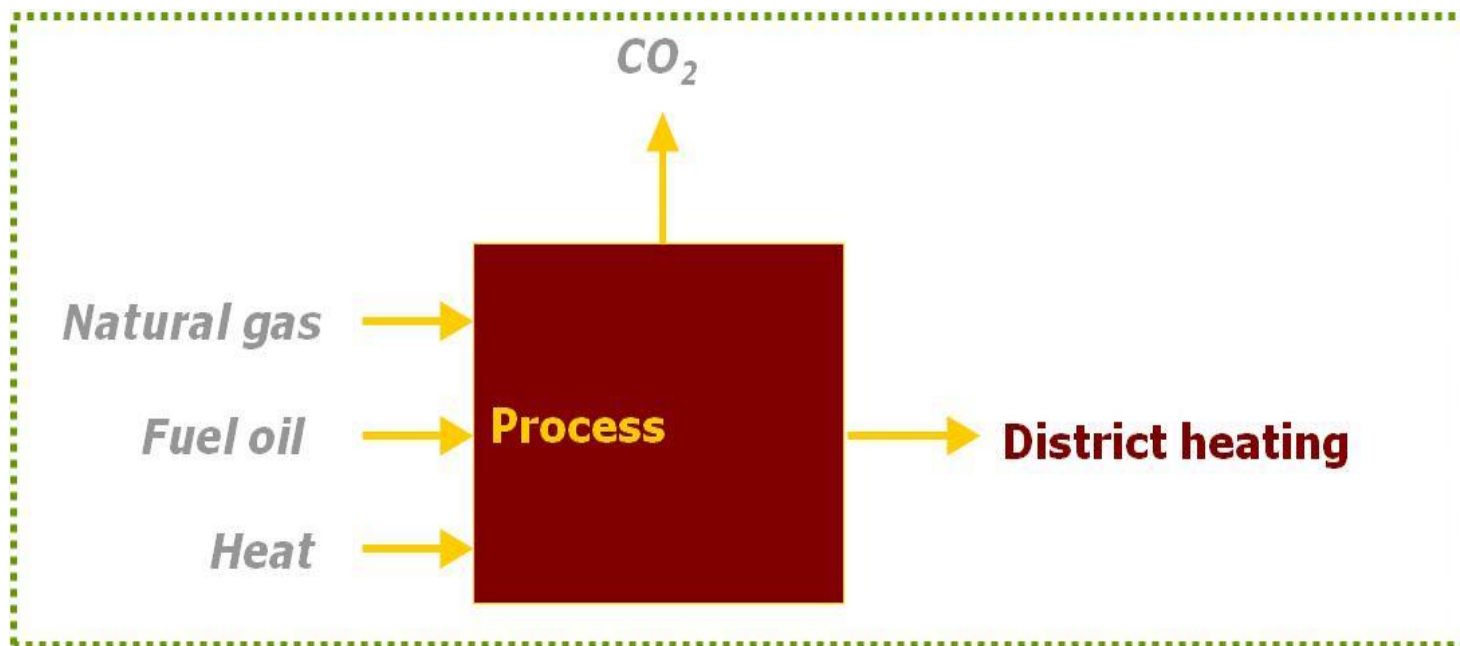 CO₂
Natural gas
Fuel oil
Process
District heating
Heat